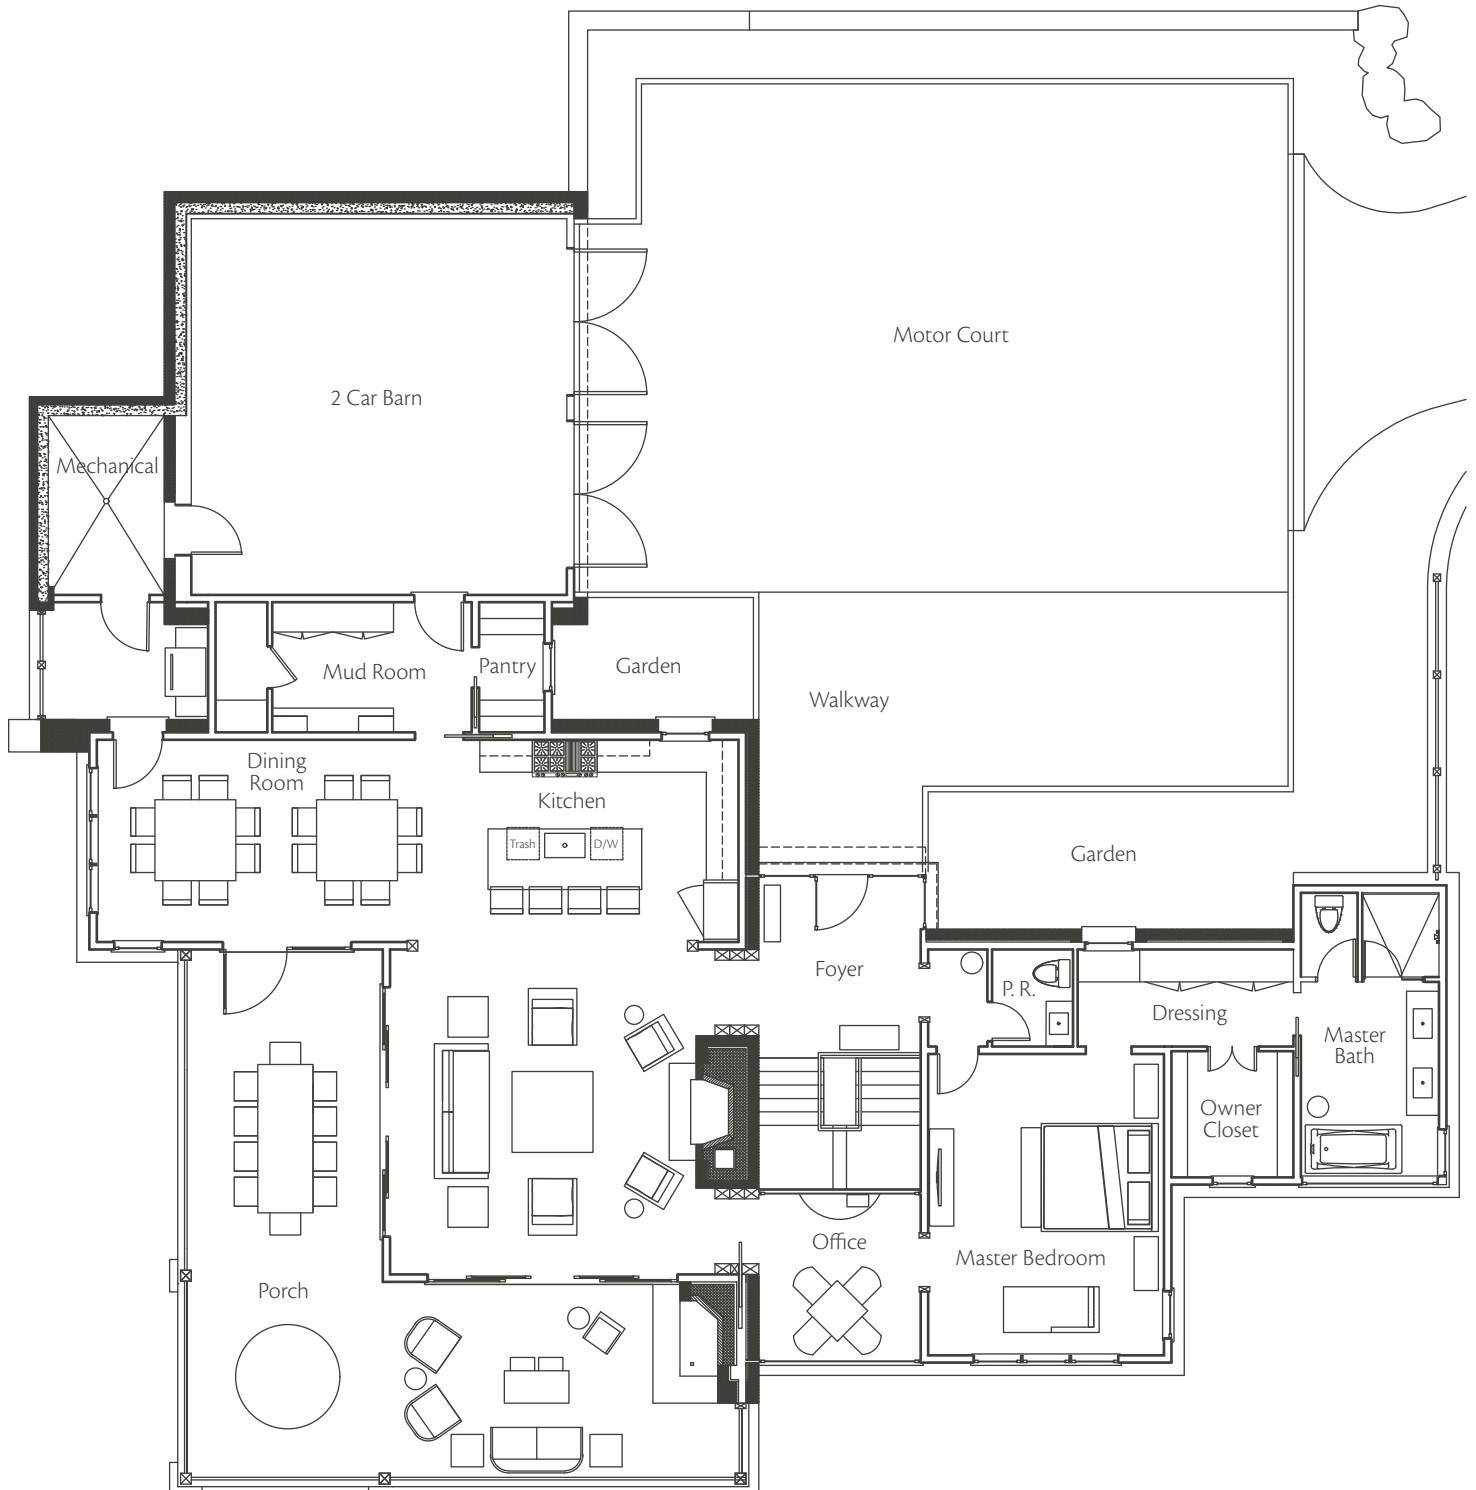 Motor Court
2 Car Barn
Mechanical
Mud Room
Pantry
Garden
Walkway
Dining
Room
Kitchen
Trash
D/W
Garden
Foyer
P. R.
Dressing
Master
Bath
Owner
Closet
Office
Master Bedroom
Porch